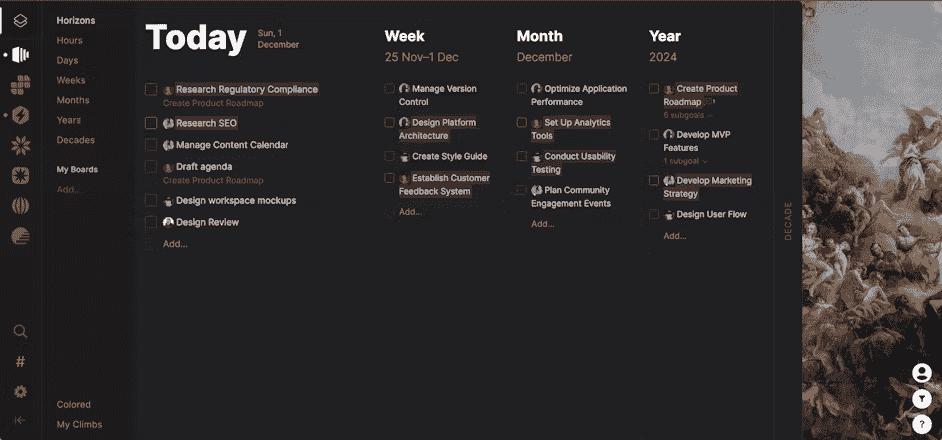 Horizons
Hours
Days
Weeks
Months
Years
Decades
My Boards
Add...
#
Colored
My Climbs
Today
Sun, 1
December
Research Regulatory Compliance
Create Product Roadmap
Research SEO
Manage Content Calendar
Draft agenda
Create Product Roadmap
Design workspace mockups
Design Review
Add...
Week
25 Nov–1 Dec
Manage Version
Control
Design Platform
Architecture
Create Style Guide
Establish Customer
Feedback System
Add...
Month
December
Optimize Application
Performance
Set Up Analytics
Tools
Conduct Usability
Testing
Plan Community
Engagement Events
Add...
Year
2024
Create Product
Roadmap
6 subgoals
Develop MVP
Features
1 subgoal
Develop Marketing
Strategy
Design User Flow
Add...
DECADE
?